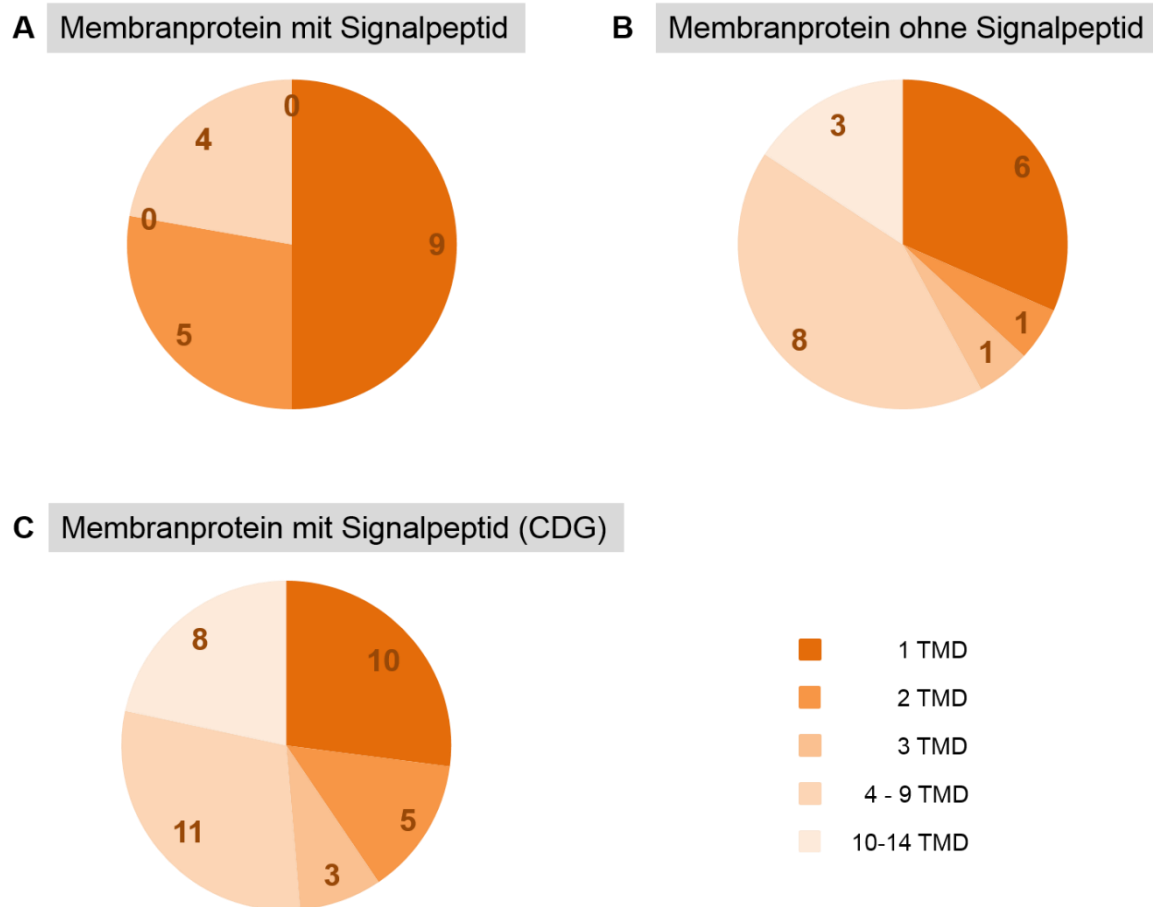 A Membranprotein mit Signalpeptid
0
4
0
9
5
B Membranprotein ohne Signalpeptid
3
6
1
1
8
C Membranprotein mit Signalpeptid (CDG)
8
10
5
11
3
1 TMD
2 TMD
3 TMD
4 - 9 TMD
10-14 TMD